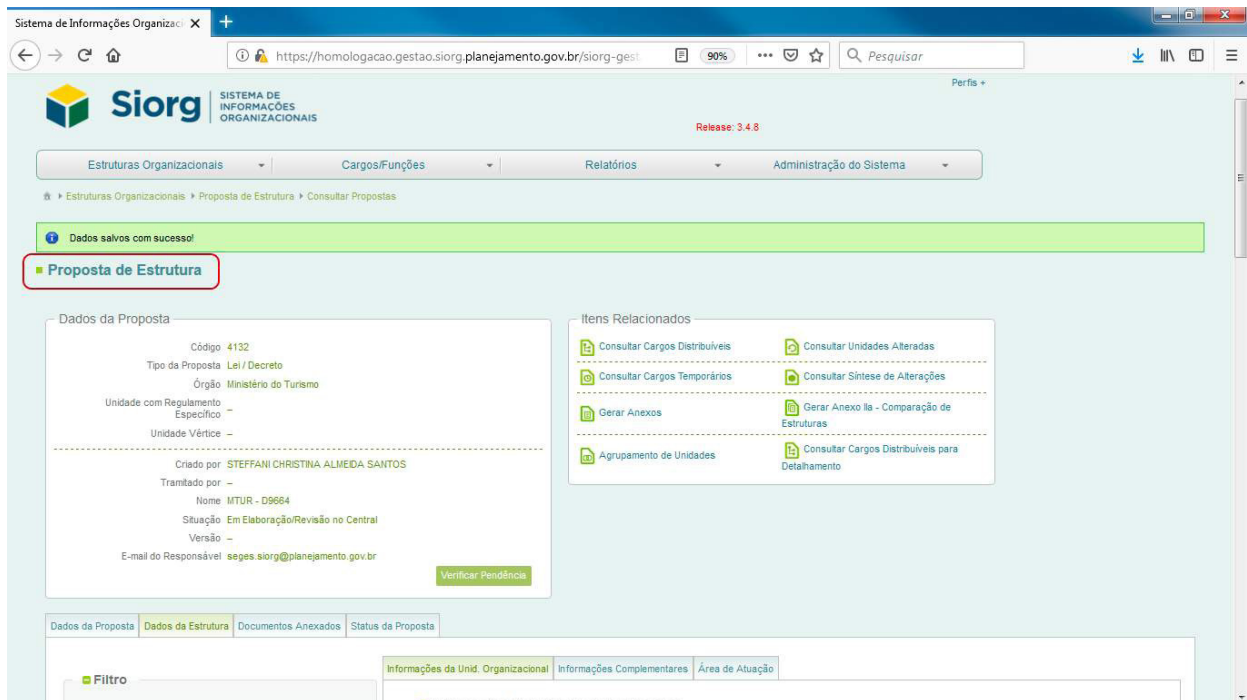 Sistema de Informações Organizaci
https://homologacao.gestao.siorg.planejamento.gov.br/siorg-gest
90%
Pesquisar
Perfis +
Siorg
SISTEMA DE
INFORMAÇÕES
ORGANIZACIONAIS
Release: 3.4.8
Estruturas Organizacionais
Cargos/Funções
Relatórios
Administração do Sistema
Estruturas Organizacionais
Proposta de Estrutura
Consultar Propostas
Dados salvos com sucesso!
Proposta de Estrutura
Dados da Proposta
Código 4132
Tipo da Proposta Lei / Decreto
Órgão Ministério do Turismo
Unidade com Regulamento
Específico –
Unidade Vértice –
Criado por STEFFANI CHRISTINA ALMEIDA SANTOS
Tramitado por –
Nome MTUR - D9664
Situação Em Elaboração/Revisão no Central
Versão –
E-mail do Responsável seges.siorg@planejamento.gov.br
Verificar Pendência
Itens Relacionados
Consultar Cargos Distribuíveis
Consultar Unidades Alteradas
Consultar Cargos Temporários
Consultar Síntese de Alterações
Gerar Anexos
Gerar Anexo IIa - Comparação de
Estruturas
Agrupamento de Unidades
Consultar Cargos Distribuíveis para
Detalhamento
Dados da Proposta
Dados da Estrutura
Documentos Anexados
Status da Proposta
Filtro
Informações da Unid. Organizacional
Informações Complementares
Área de Atuação